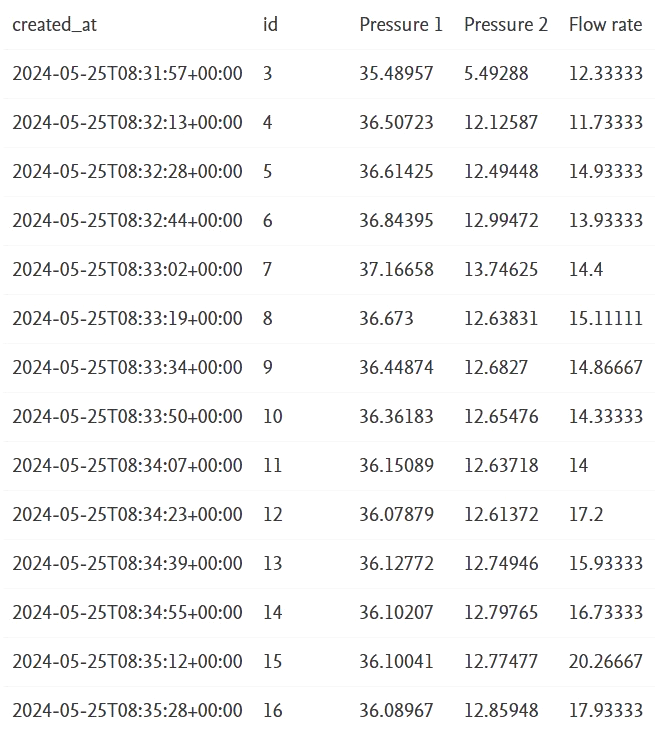 created_at id Pressure 1 Pressure 2 Flow rate
2024-05-25T08:31:57+00:00 3 35.48957 5.49288 12.33333
2024-05-25T08:32:13+00:00 4 36.50723 12.12587 11.73333
2024-05-25T08:32:28+00:00 5 36.61425 12.49448 14.93333
2024-05-25T08:32:44+00:00 6 36.84395 12.99472 13.93333
2024-05-25T08:33:02+00:00 7 37.16658 13.74625 14.4
2024-05-25T08:33:19+00:00 8 36.673 12.63831 15.11111
2024-05-25T08:33:34+00:00 9 36.44874 12.6827 14.86667
2024-05-25T08:33:50+00:00 10 36.36183 12.65476 14.33333
2024-05-25T08:34:07+00:00 11 36.15089 12.63718 14
2024-05-25T08:34:23+00:00 12 36.07879 12.61372 17.2
2024-05-25T08:34:39+00:00 13 36.12772 12.74946 15.93333
2024-05-25T08:34:55+00:00 14 36.10207 12.79765 16.73333
2024-05-25T08:35:12+00:00 15 36.10041 12.77477 20.26667
2024-05-25T08:35:28+00:00 16 36.08967 12.85948 17.93333